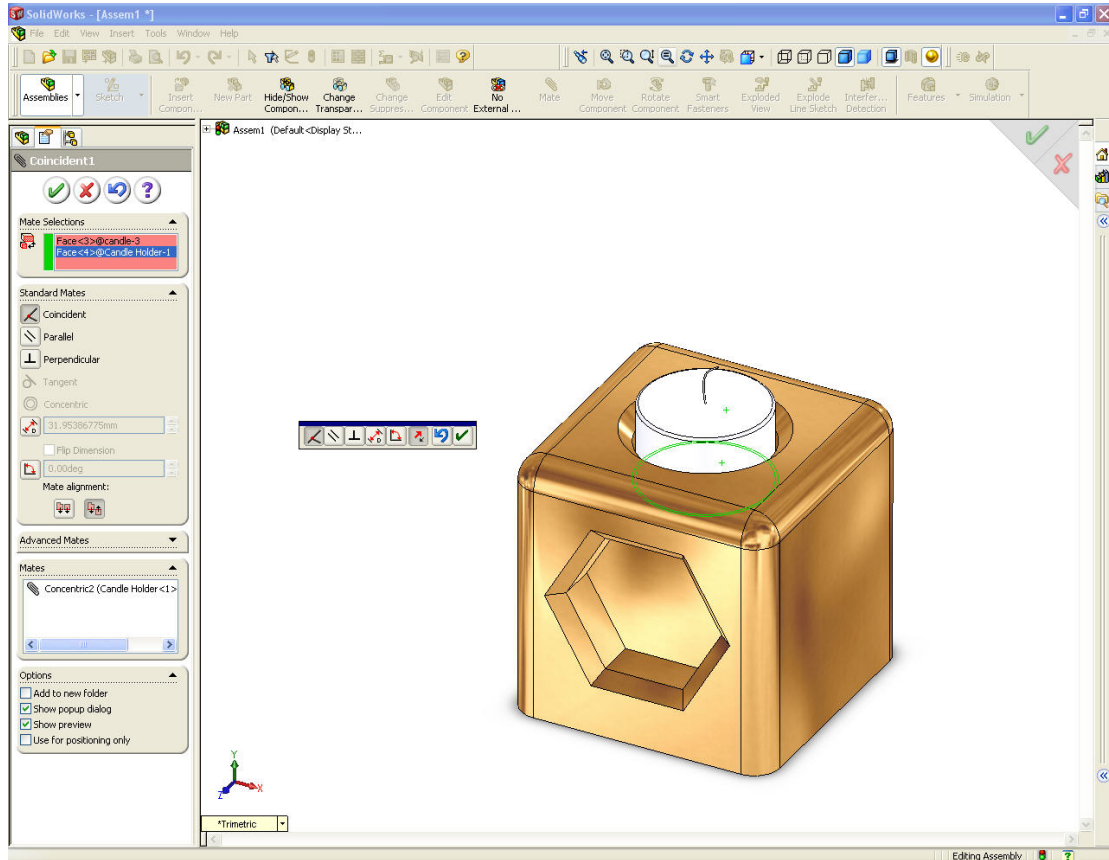 SolidWorks - [Assem1 *]
File Edit View Insert Tools Window Help
Assemblies
Sketch
Insert Compon...
New Part
Hide/Show Compon...
Change Transpar...
Change Suppres...
Edit Component
No External ...
Mate
Move Component
Rotate Component
Smart Fasteners
Exploded View
Explode Line Sketch
Interfer... Detection
Features
Simulation
Assem1 (Default<Display St...
Coincident1
Mate Selections
Face<3>@candle-3
Face<4>@Candle Holder-1
Standard Mates
Coincident
Parallel
Perpendicular
Tangent
Concentric
31.95386775mm
Flip Dimension
0.00deg
Mate alignment:
Advanced Mates
Mates
Concentric2 (Candle Holder<1>
Options
Add to new folder
Show popup dialog
Show preview
Use for positioning only
Y
X
Z
*Trimetric
Editing Assembly